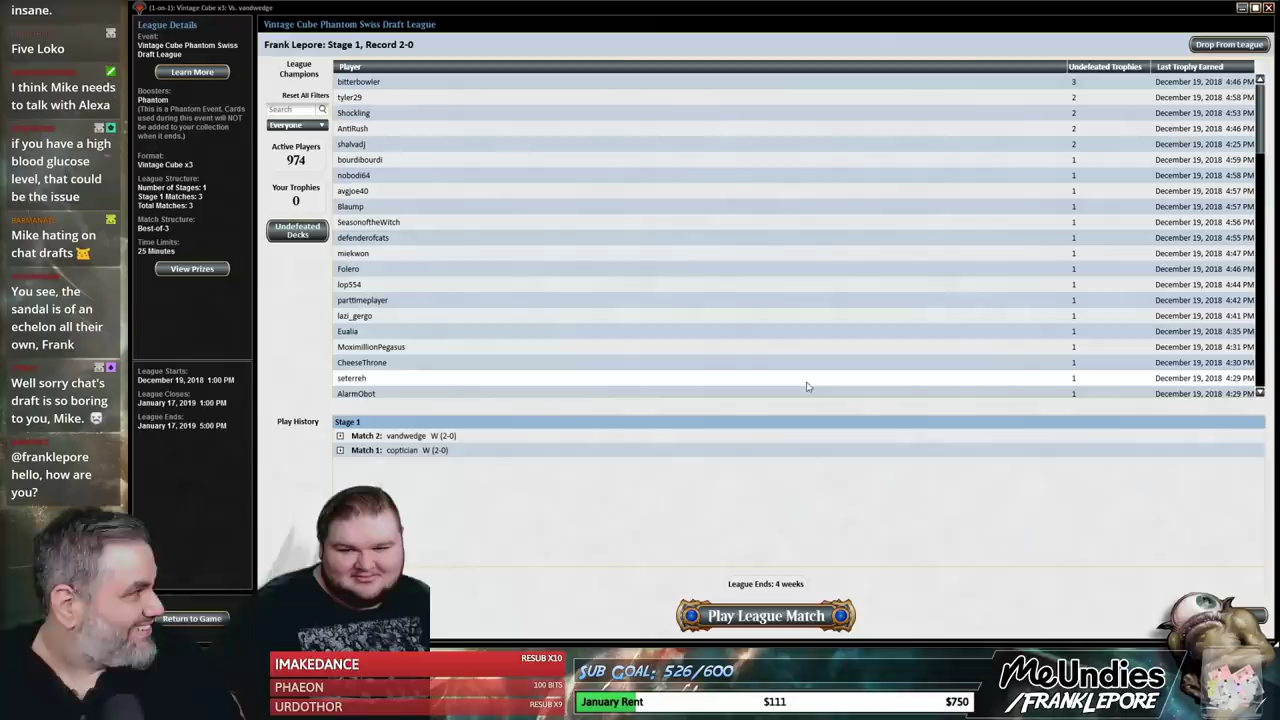 (1-on-1): Vintage Cube x3: Vs. vandwedge
insane.
Five Loko
I think Mike needs
to talk with Alexa
if you have a high
blood glucose
level, that could
be the issue
Mike hating on
chat drafts
You see, the
sandal is of an
echelon all their
own, Frank
Well sorry chat's
draft is so boring
to you, Mike.
@franklepore
hello, how are
you?
League Details
Event:
Vintage Cube Phantom Swiss
Draft League
Learn More
Boosters:
Phantom
(This is a Phantom Event. Cards
used during this event will NOT
be added to your collection
when it ends.)
Format:
Vintage Cube x3
League Structure:
Number of Stages: 1
Stage 1 Matches: 3
Total Matches: 3
Match Structure:
Best-of-3
Time Limits:
25 Minutes
View Prizes
League Starts:
December 19, 2018 1:00 PM
League Closes:
January 17, 2019 1:00 PM
League Ends:
January 17, 2019 5:00 PM
Return to Game
Vintage Cube Phantom Swiss Draft League
Frank Lepore: Stage 1, Record 2-0
Drop From League
League
Champions
Reset All Filters
Search
Everyone
Active Players
974
Your Trophies
0
Undefeated
Decks
Player Undefeated Trophies Last Trophy Earned
bitterbowler 3 December 19, 2018 4:46 PM
tyler29 2 December 19, 2018 4:58 PM
Shockling 2 December 19, 2018 4:53 PM
AntiRush 2 December 19, 2018 4:46 PM
shalvadj 2 December 19, 2018 4:25 PM
bourdibourdi 1 December 19, 2018 4:59 PM
nobodi64 1 December 19, 2018 4:58 PM
avgjoe40 1 December 19, 2018 4:57 PM
Blaump 1 December 19, 2018 4:57 PM
SeasonoftheWitch 1 December 19, 2018 4:56 PM
defenderofcats 1 December 19, 2018 4:55 PM
miekwon 1 December 19, 2018 4:47 PM
Folero 1 December 19, 2018 4:46 PM
lop554 1 December 19, 2018 4:44 PM
parttimeplayer 1 December 19, 2018 4:42 PM
lazi_gergo 1 December 19, 2018 4:41 PM
Eualia 1 December 19, 2018 4:35 PM
MoximillionPegasus 1 December 19, 2018 4:31 PM
CheeseThrone 1 December 19, 2018 4:30 PM
seterreh 1 December 19, 2018 4:29 PM
AlarmObot 1 December 19, 2018 4:29 PM
Play History
Stage 1
Match 2: vandwedge W (2-0)
Match 1: coptician W (2-0)
League Ends: 4 weeks
Play League Match
IMAKEDANCE RESUB X10
PHAEON 100 BITS
URDOTHOR RESUB X9
SUB GOAL: 526/600
January Rent $111 $750
MeUndies
/FRANKLEPORE